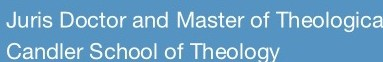 Juris Doctor and Master of Theologica
Candler School of Theology